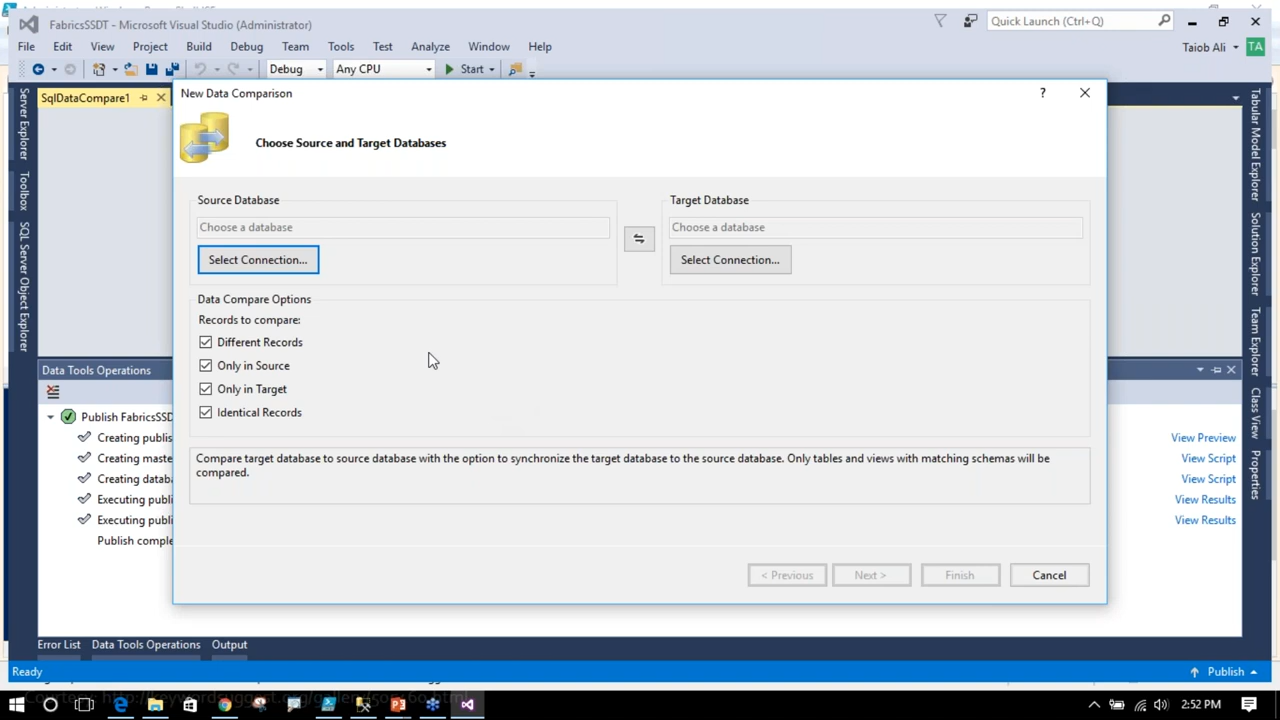 FabricsSSDT - Microsoft Visual Studio (Administrator)
Quick Launch (Ctrl+Q)
File Edit View Project Build Debug Team Tools Test Analyze Window Help
Taiob Ali TA
Debug Any CPU Start
SqlDataCompare1
Server Explorer
Toolbox
SQL Server Object Explorer
New Data Comparison
?
Choose Source and Target Databases
Source Database
Choose a database
Select Connection...
Target Database
Choose a database
Select Connection...
Data Compare Options
Records to compare:
Different Records
Only in Source
Only in Target
Identical Records
Compare target database to source database with the option to synchronize the target database to the source database. Only tables and views with matching schemas will be
compared.
< Previous Next > Finish Cancel
Tabular Model Explorer
Solution Explorer
Team Explorer
Class View
Properties
Data Tools Operations
Publish FabricsSSD
Creating publis
Creating maste
Creating datab
Executing publi
Executing publi
Publish comple
View Preview
View Script
View Script
View Results
View Results
Error List Data Tools Operations Output
Ready
Publish
2:52 PM